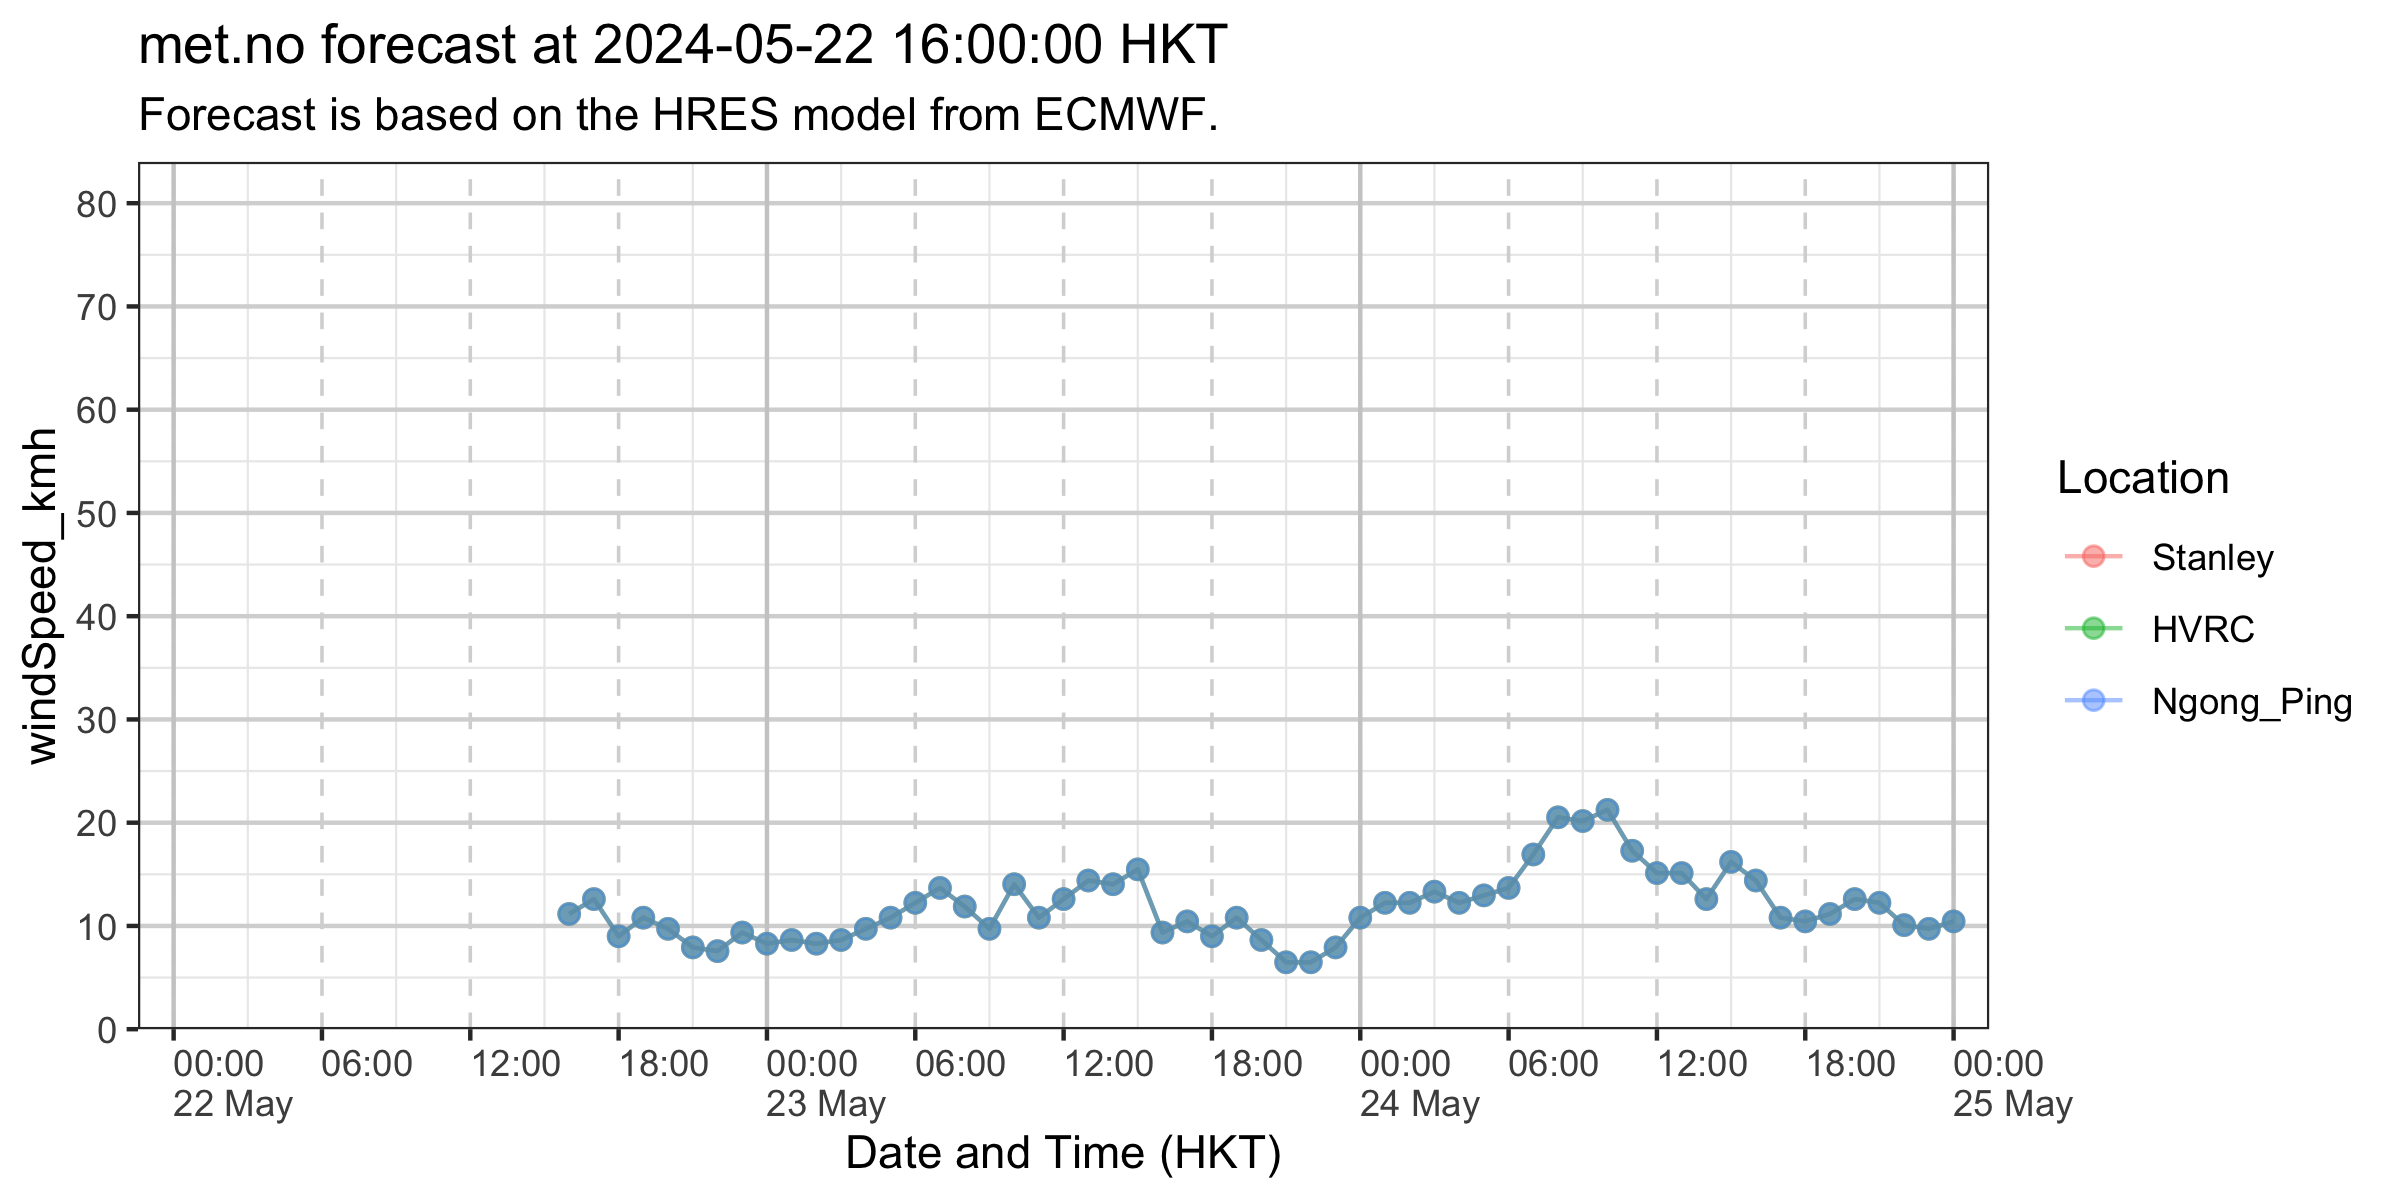 met.no forecast at 2024-05-22 16:00:00 HKT
Forecast is based on the HRES model from ECMWF.
windSpeed_kmh
80
70
60
50
40
30
20
10
0
00:00 06:00 12:00 18:00 00:00 06:00 12:00 18:00 00:00 06:00 12:00 18:00 00:00
22 May 23 May 24 May 25 May
Date and Time (HKT)
Location
Stanley
HVRC
Ngong_Ping